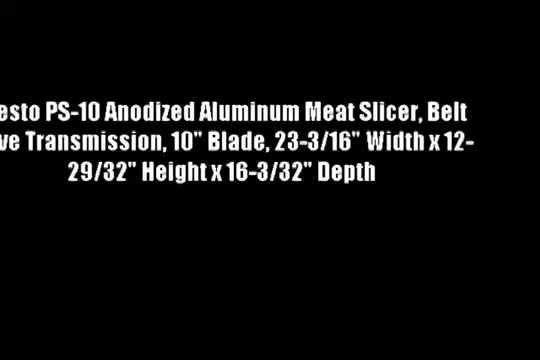 esto PS-10 Anodized Aluminum Meat Slicer, Belt
ve Transmission, 10" Blade, 23-3/16" Width x 12-
29/32" Height x 16-3/32" Depth